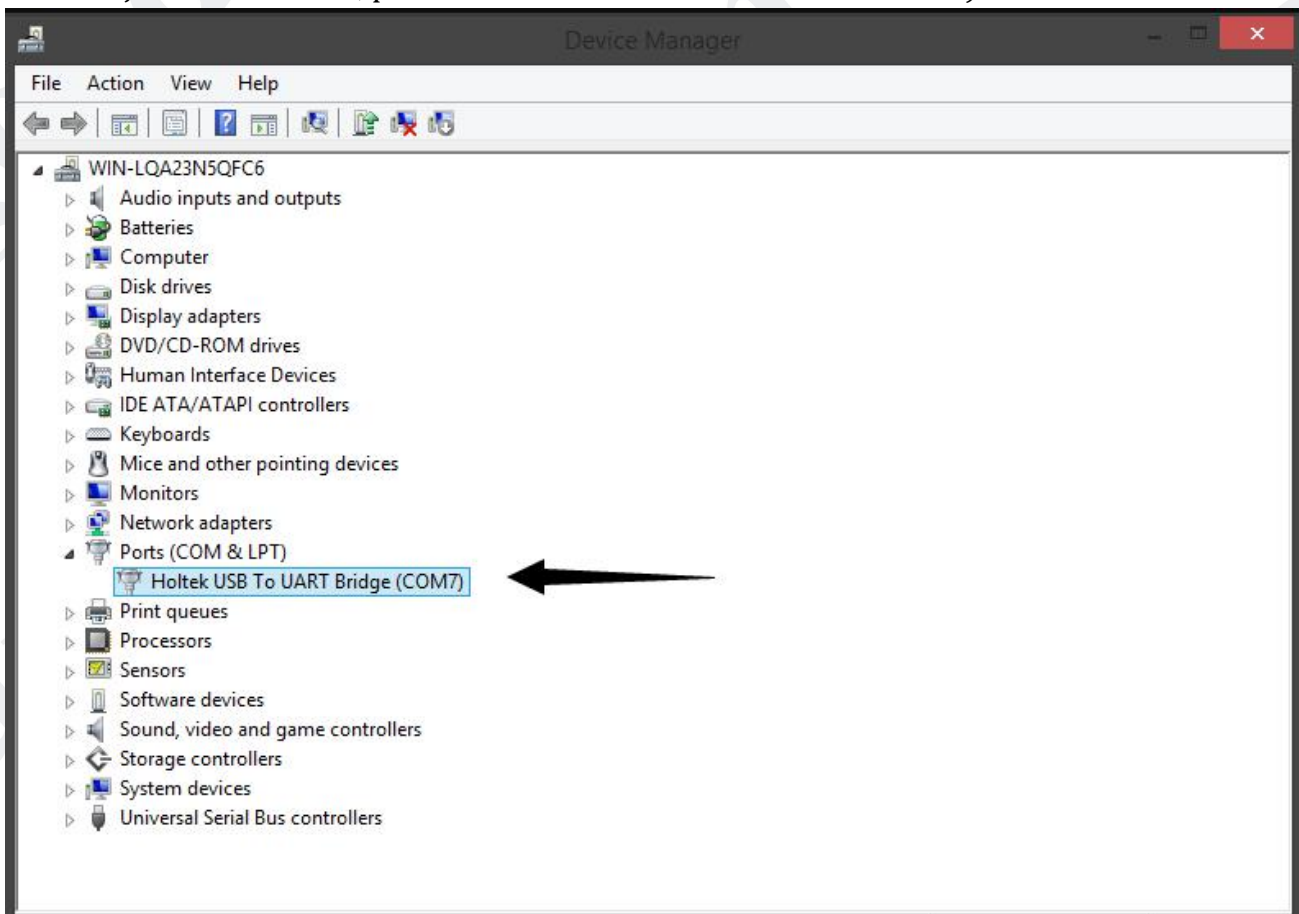 Device Manager
File Action View Help
WIN-LQA23N5QFC6
Audio inputs and outputs
Batteries
Computer
Disk drives
Display adapters
DVD/CD-ROM drives
Human Interface Devices
IDE ATA/ATAPI controllers
Keyboards
Mice and other pointing devices
Monitors
Network adapters
Ports (COM & LPT)
Holtek USB To UART Bridge (COM7)
Print queues
Processors
Sensors
Software devices
Sound, video and game controllers
Storage controllers
System devices
Universal Serial Bus controllers